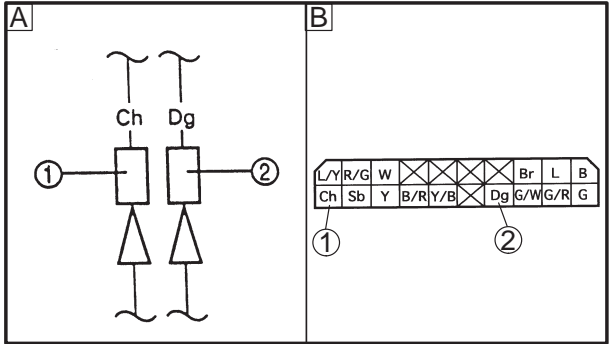 A
B
Ch Dg
1
2
L/Y R/G W Br L B
Ch Sb Y B/R Y/B Dg G/W G/R G
1
2